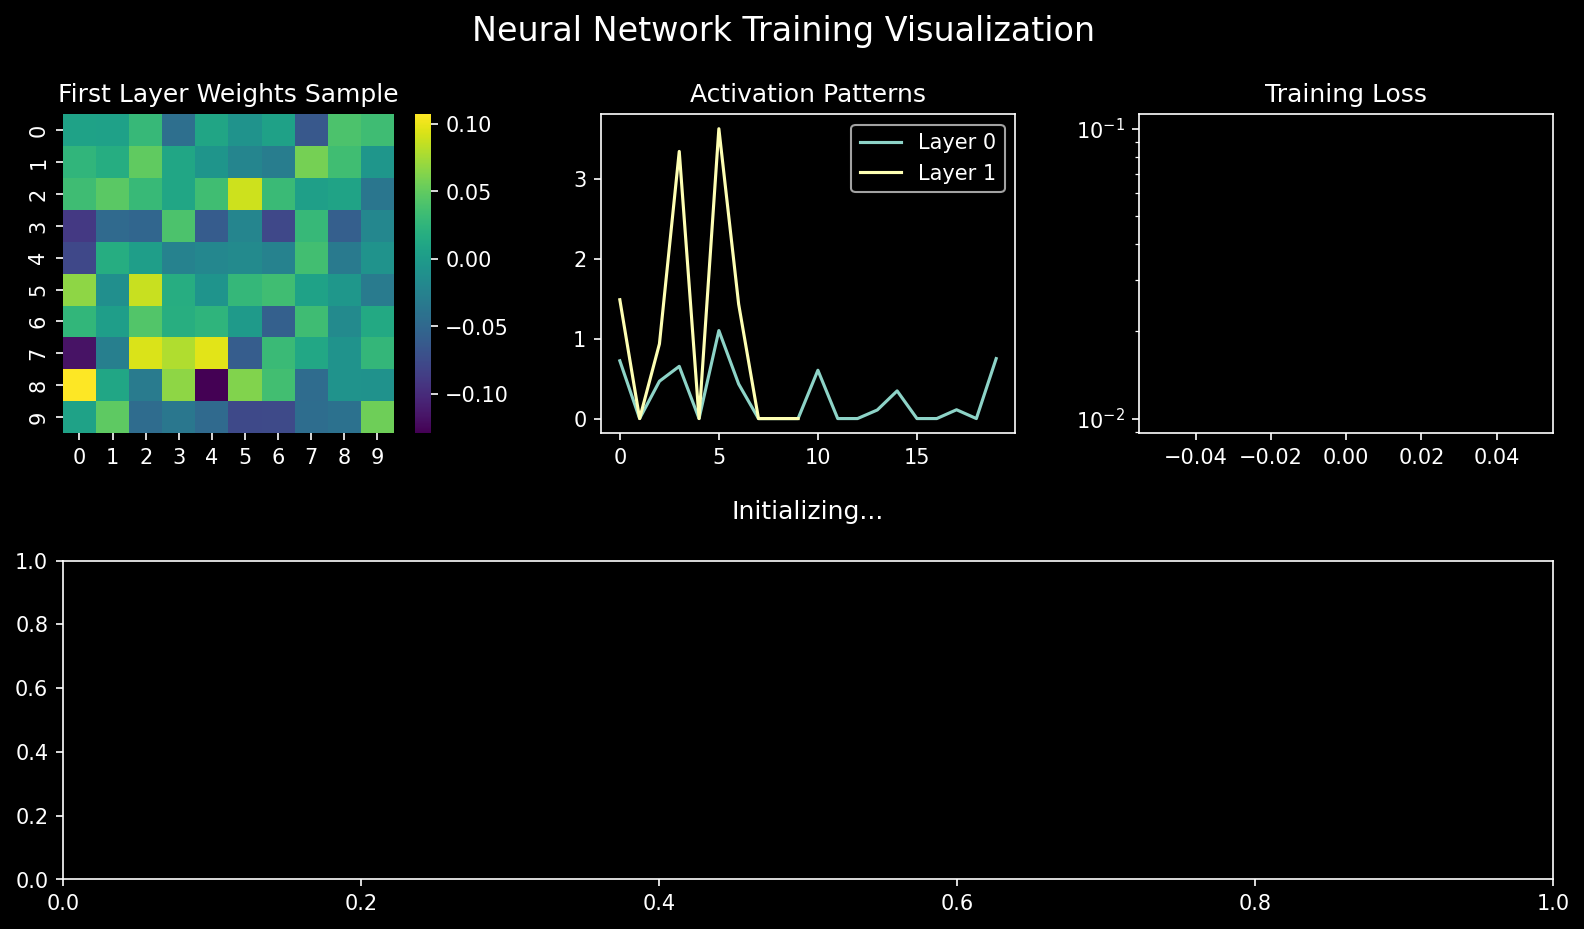 Neural Network Training Visualization
First Layer Weights Sample
0
1
2
3
4
5
6
7
8
9
0 1 2 3 4 5 6 7 8 9
0.10
0.05
0.00
−0.05
−0.10
Activation Patterns
Layer 0
Layer 1
3
2
1
0
0 5 10 15
Training Loss
10⁻¹
10⁻²
−0.04 −0.02 0.00 0.02 0.04
Initializing...
1.0
0.8
0.6
0.4
0.2
0.0
0.0 0.2 0.4 0.6 0.8 1.0